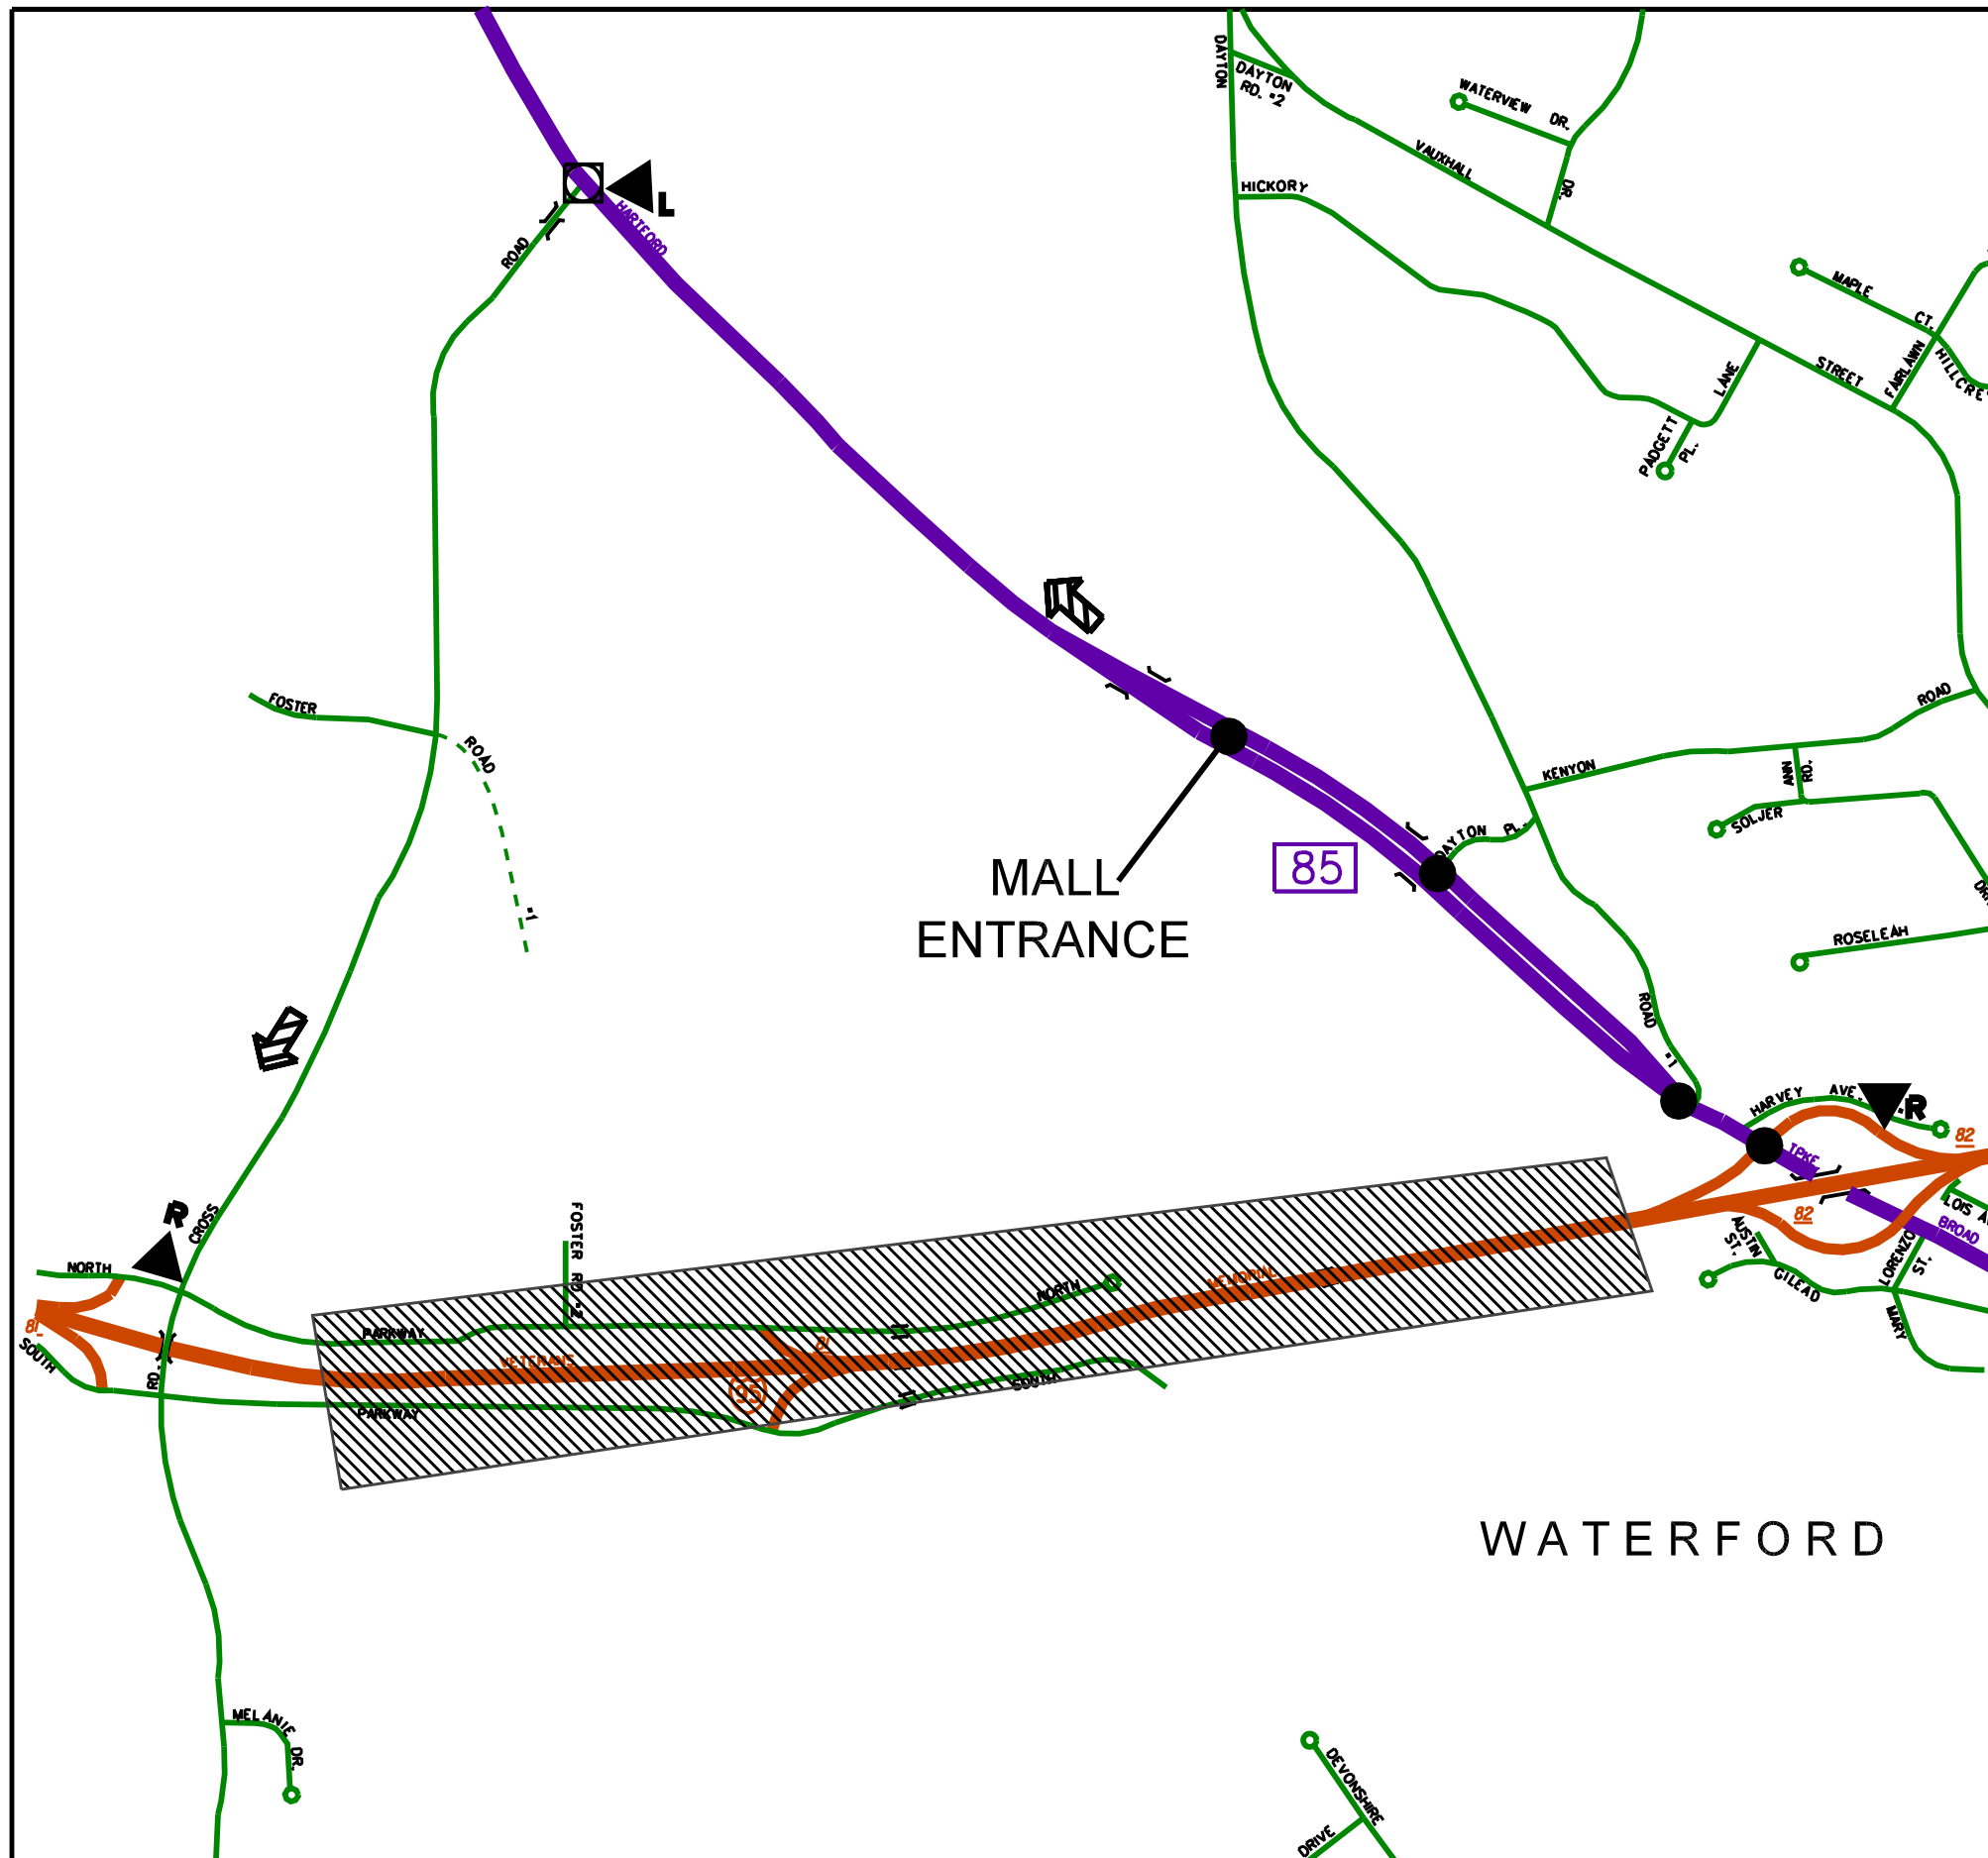 DAYTON
DAYTON
RD. #2
WATERVIEW DR.
VAUXHALL
DR.
HICKORY
L
HARTFORD
ROAD
MAPLE
CT.
STREET
FAIRLAWN
LANE
PADGETT
PL.
FOSTER
ROAD
ROAD
KENYON
ANN
RD.
SOLJER
DAYTON PL.
85
MALL
ENTRANCE
#1
ROSELEAH
ROAD
#1
HARVEY AVE.
R
82
TPKE
LOIS
BROAD
82
AUSTIN
ST.
LORENZO
ST.
GILEAD
MARY
R
CROSS
NORTH
FOSTER RD #2
NORTH
MEMORIAL
81
SOUTH
PARKWAY
VETERANS
81
95
RD.
PARKWAY
SOUTH
WATERFORD
MELANIE
DR.
DEVONSHIRE
DRIVE